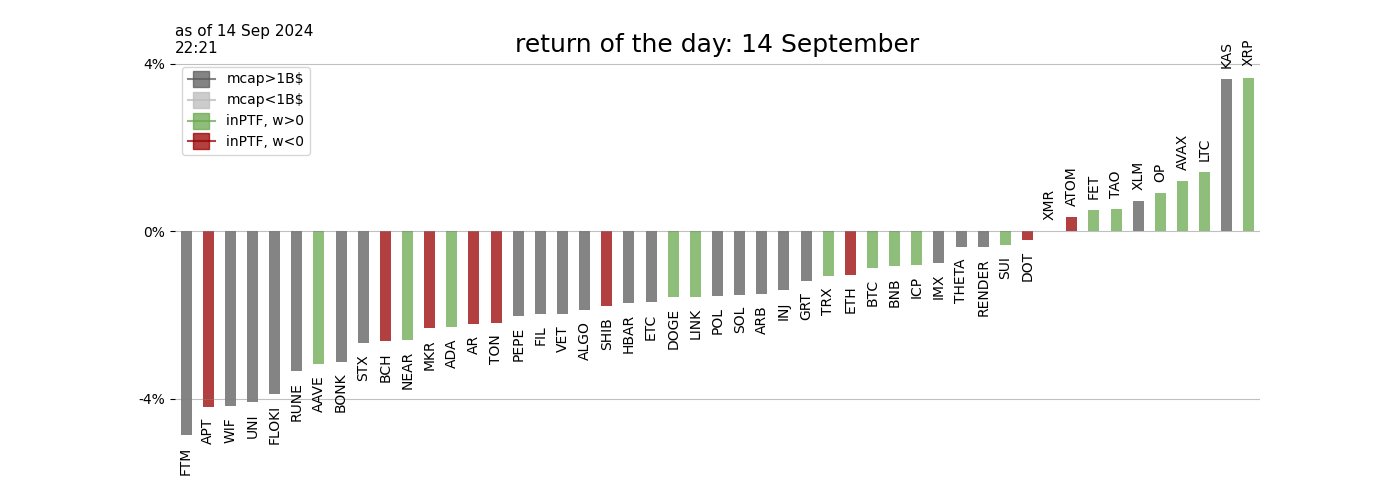 as of 14 Sep 2024
22:21
return of the day: 14 September
4%
0%
-4%
mcap>1B$
mcap<1B$
inPTF, w>0
inPTF, w<0
FTM
APT
WIF
UNI
FLOKI
RUNE
AAVE
BONK
STX
BCH
NEAR
MKR
ADA
AR
TON
PEPE
FIL
VET
ALGO
SHIB
HBAR
ETC
DOGE
LINK
POL
SOL
ARB
INJ
GRT
TRX
ETH
BTC
BNB
ICP
IMX
THETA
RENDER
SUI
DOT
XMR
ATOM
FET
TAO
XLM
OP
AVAX
LTC
KAS
XRP